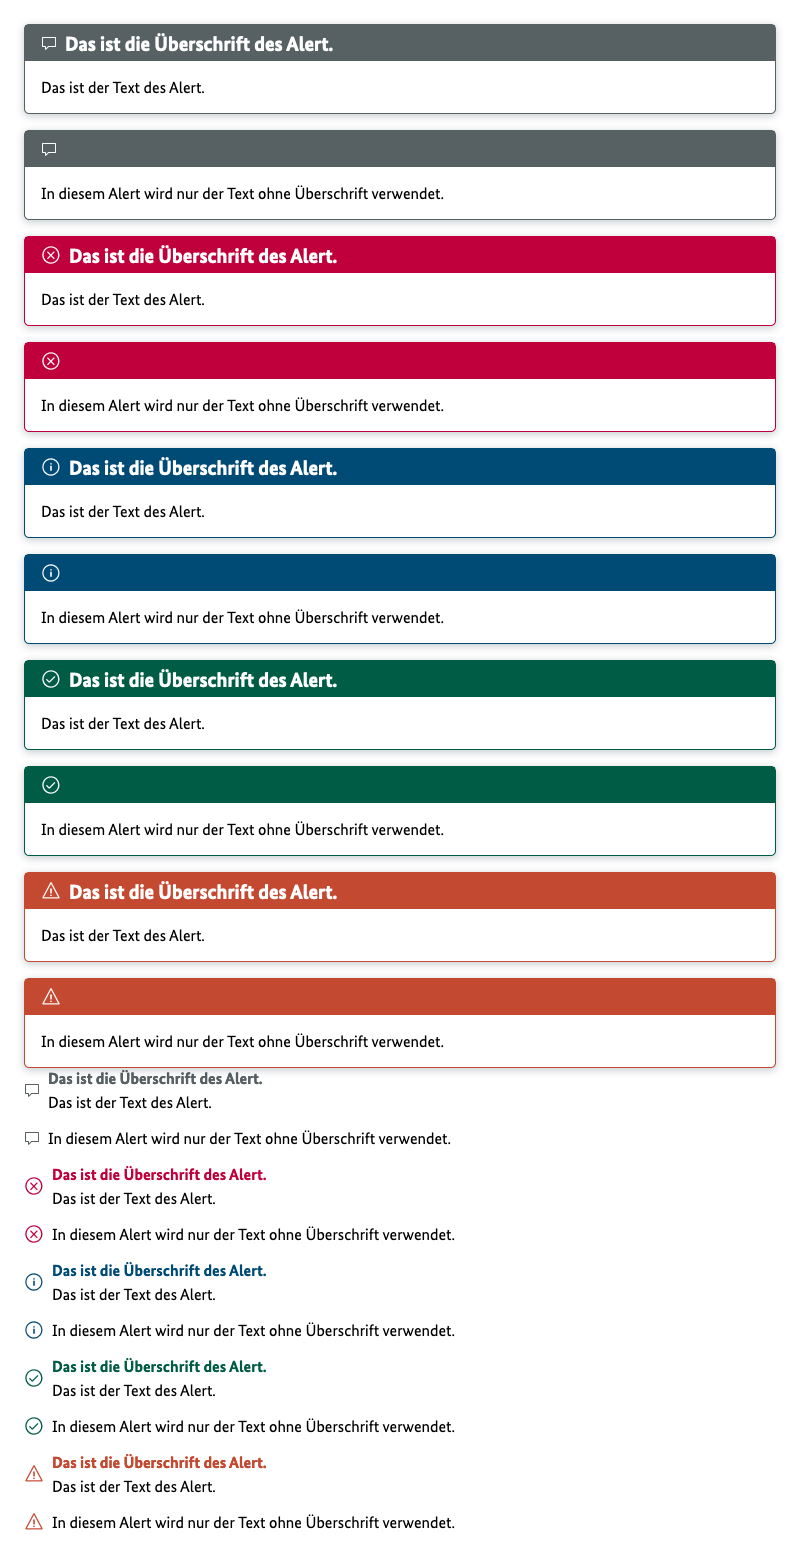 Das ist die Überschrift des Alert.
Das ist der Text des Alert.
In diesem Alert wird nur der Text ohne Überschrift verwendet.
Das ist die Überschrift des Alert.
Das ist der Text des Alert.
In diesem Alert wird nur der Text ohne Überschrift verwendet.
Das ist die Überschrift des Alert.
Das ist der Text des Alert.
In diesem Alert wird nur der Text ohne Überschrift verwendet.
Das ist die Überschrift des Alert.
Das ist der Text des Alert.
In diesem Alert wird nur der Text ohne Überschrift verwendet.
Das ist die Überschrift des Alert.
Das ist der Text des Alert.
In diesem Alert wird nur der Text ohne Überschrift verwendet.
Das ist die Überschrift des Alert.
Das ist der Text des Alert.
In diesem Alert wird nur der Text ohne Überschrift verwendet.
Das ist die Überschrift des Alert.
Das ist der Text des Alert.
In diesem Alert wird nur der Text ohne Überschrift verwendet.
Das ist die Überschrift des Alert.
Das ist der Text des Alert.
In diesem Alert wird nur der Text ohne Überschrift verwendet.
Das ist die Überschrift des Alert.
Das ist der Text des Alert.
In diesem Alert wird nur der Text ohne Überschrift verwendet.
Das ist die Überschrift des Alert.
Das ist der Text des Alert.
In diesem Alert wird nur der Text ohne Überschrift verwendet.